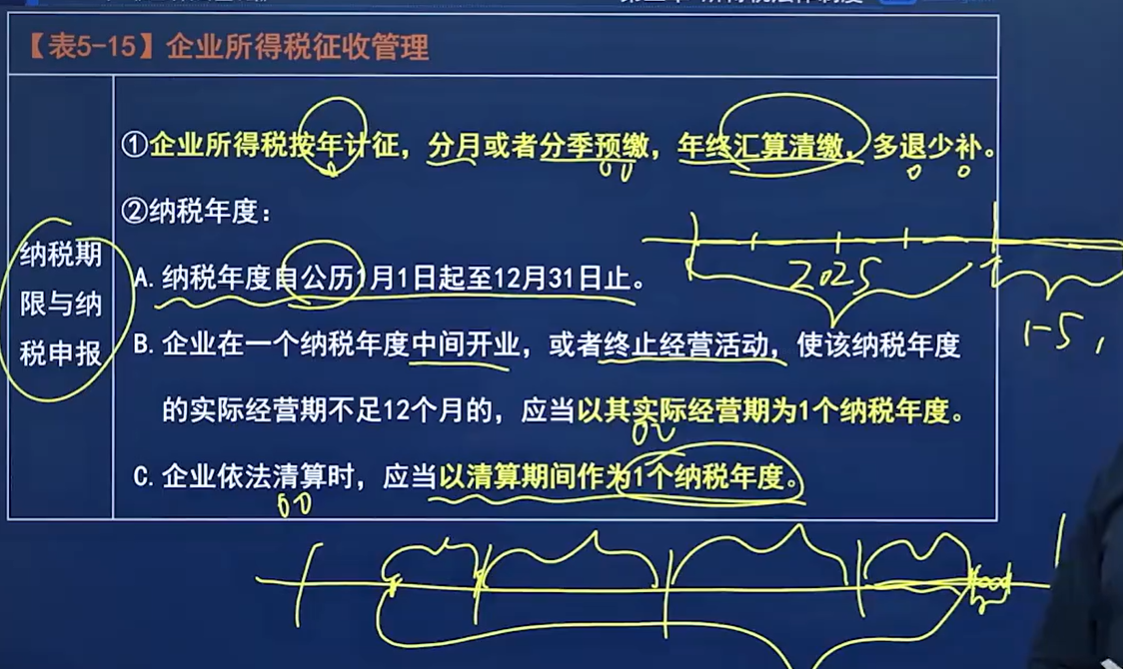 【表5-15】企业所得税征收管理
纳税期
限与纳
税申报
①企业所得税按年计征，分月或者分季预缴，年终汇算清缴，多退少补。
②纳税年度：
A. 纳税年度自公历1月1日起至12月31日止。
B. 企业在一个纳税年度中间开业，或者终止经营活动，使该纳税年度
的实际经营期不足12个月的，应当以其实际经营期为1个纳税年度。
C. 企业依法清算时，应当以清算期间作为1个纳税年度。
2025
1-5